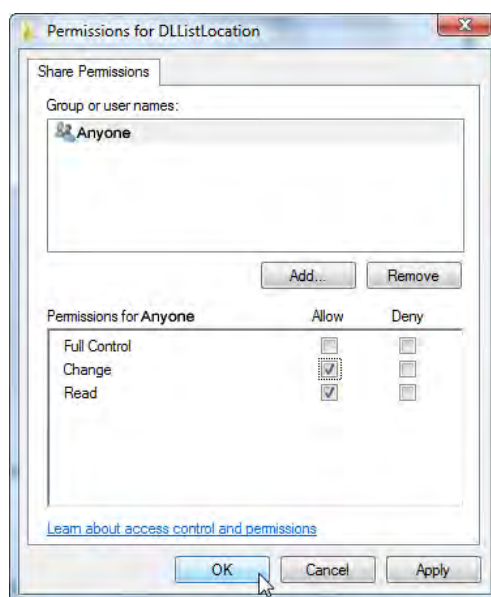 Permissions for DLListLocation
Share Permissions
Group or user names:
Anyone
Add...
Remove
Permissions for Anyone
Allow
Deny
Full Control
Change
Read
Learn about access control and permissions
OK
Cancel
Apply